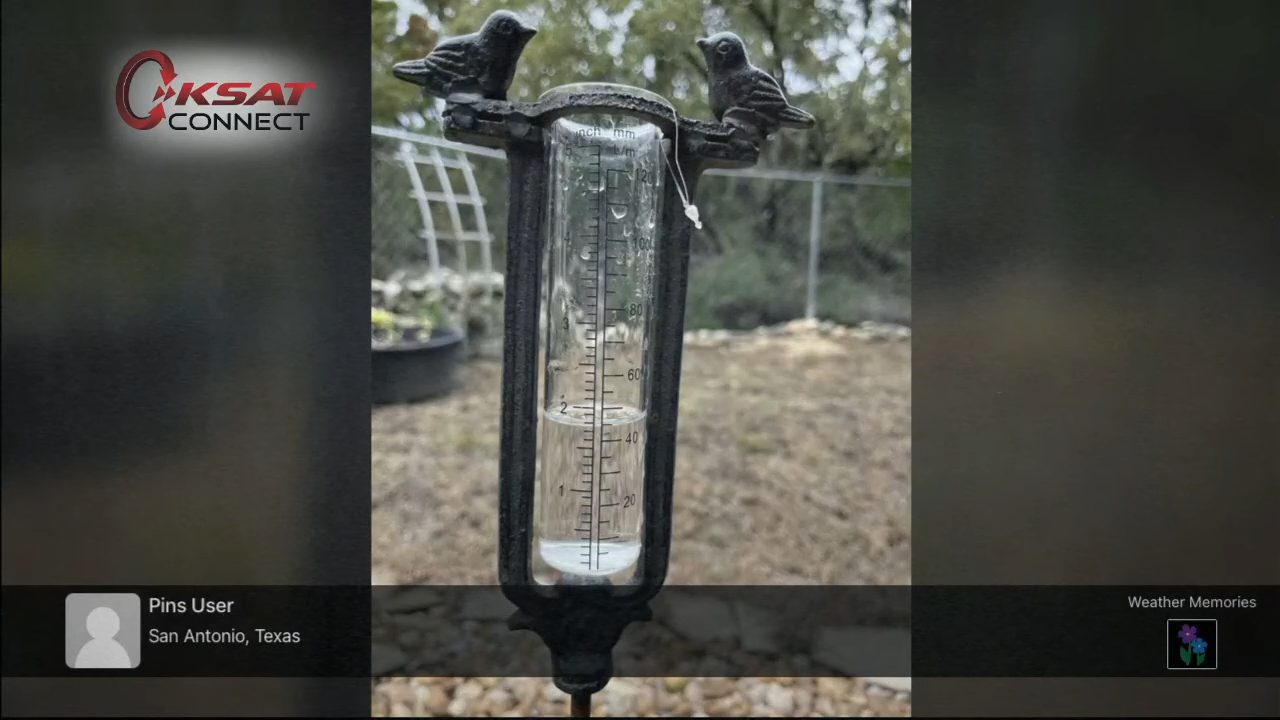 KSAT
CONNECT
inch mm
L/m
120
4 100
3 80
60
2
40
1 20
Pins User
San Antonio, Texas
Weather Memories